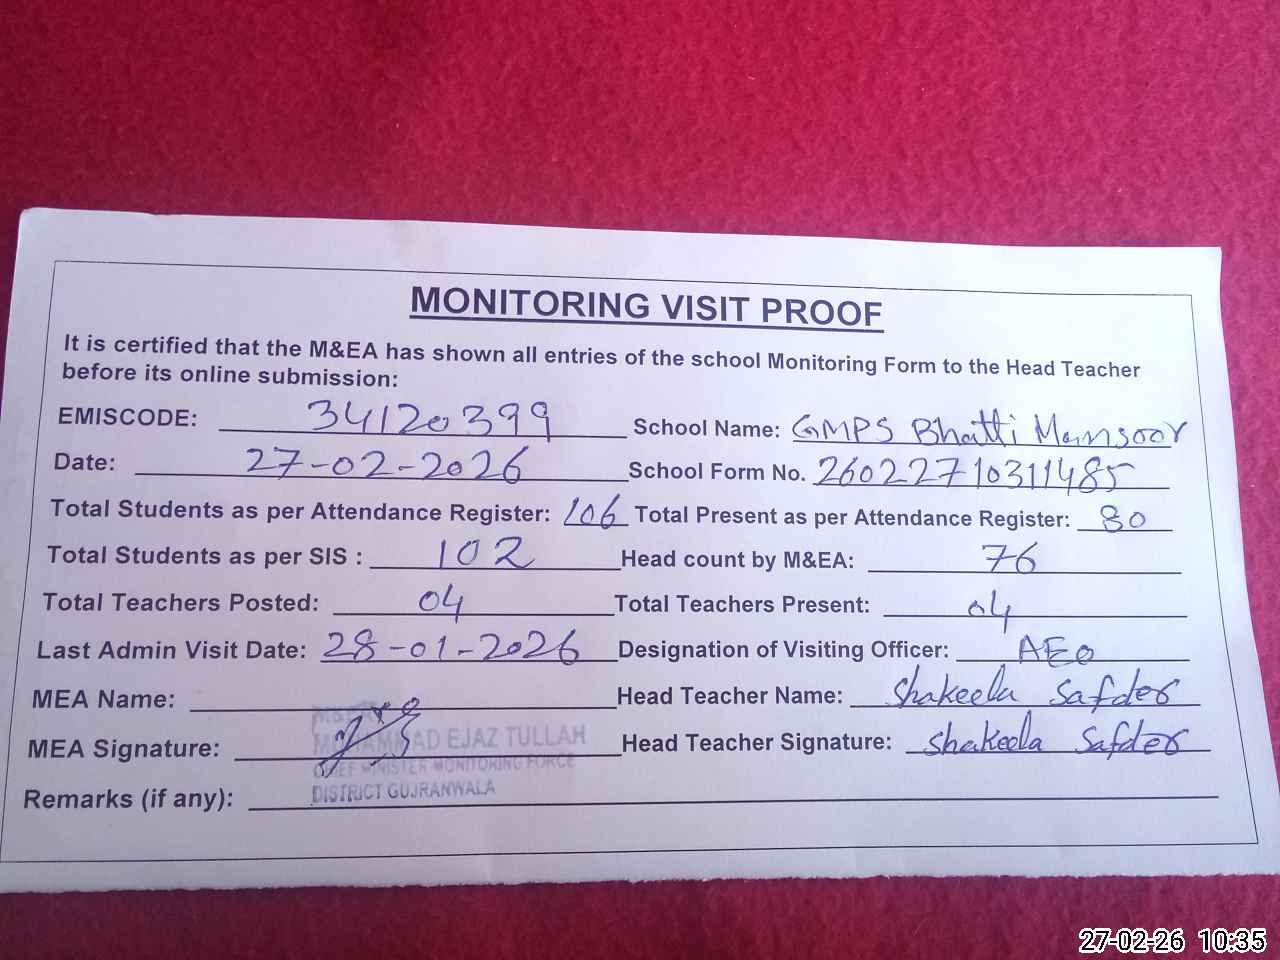 MONITORING VISIT PROOF
It is certified that the M&EA has shown all entries of the school Monitoring Form to the Head Teacher
before its online submission:
EMISCODE: 34120399 School Name: GMPS Bhatti Mansoor
Date: 27-02-2026 School Form No. 26022710311485
Total Students as per Attendance Register: 106 Total Present as per Attendance Register: 80
Total Students as per SIS : 102 Head count by M&EA: 76
Total Teachers Posted: 04 Total Teachers Present: 04
Last Admin Visit Date: 28-01-2026 Designation of Visiting Officer: AEO
MEA Name: Head Teacher Name: Shakeela Safder
MEA Signature: Head Teacher Signature: Shakeela Safder
MUHAMMAD EJAZ TULLAH
CHIEF MINISTER MONITORING FORCE
DISTRICT GUJRANWALA
Remarks (if any):
27-02-26 10:35